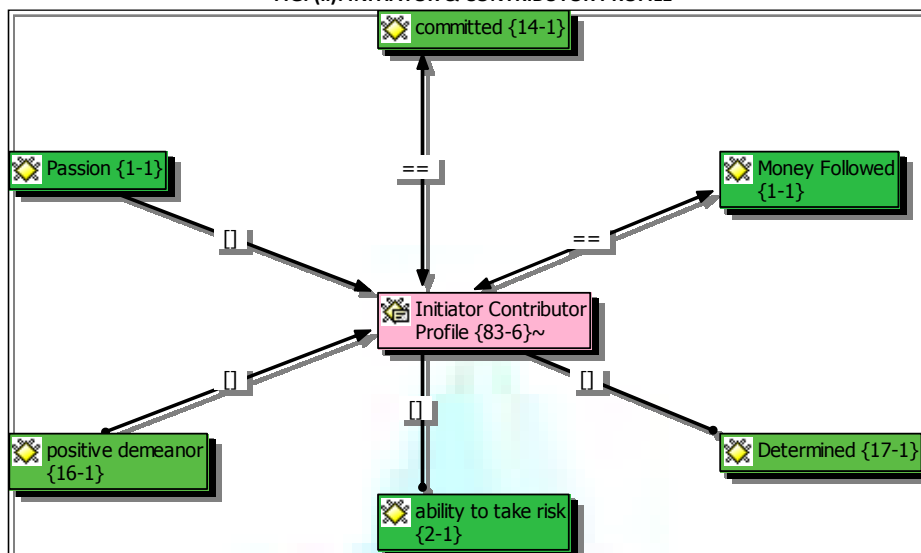 committed {14-1}
Passion {1-1}
==
Money Followed
{1-1}
[]
==
Initiator Contributor
Profile {83-6}~
[]
[]
[]
positive demeanor
{16-1}
Determined {17-1}
ability to take risk
{2-1}